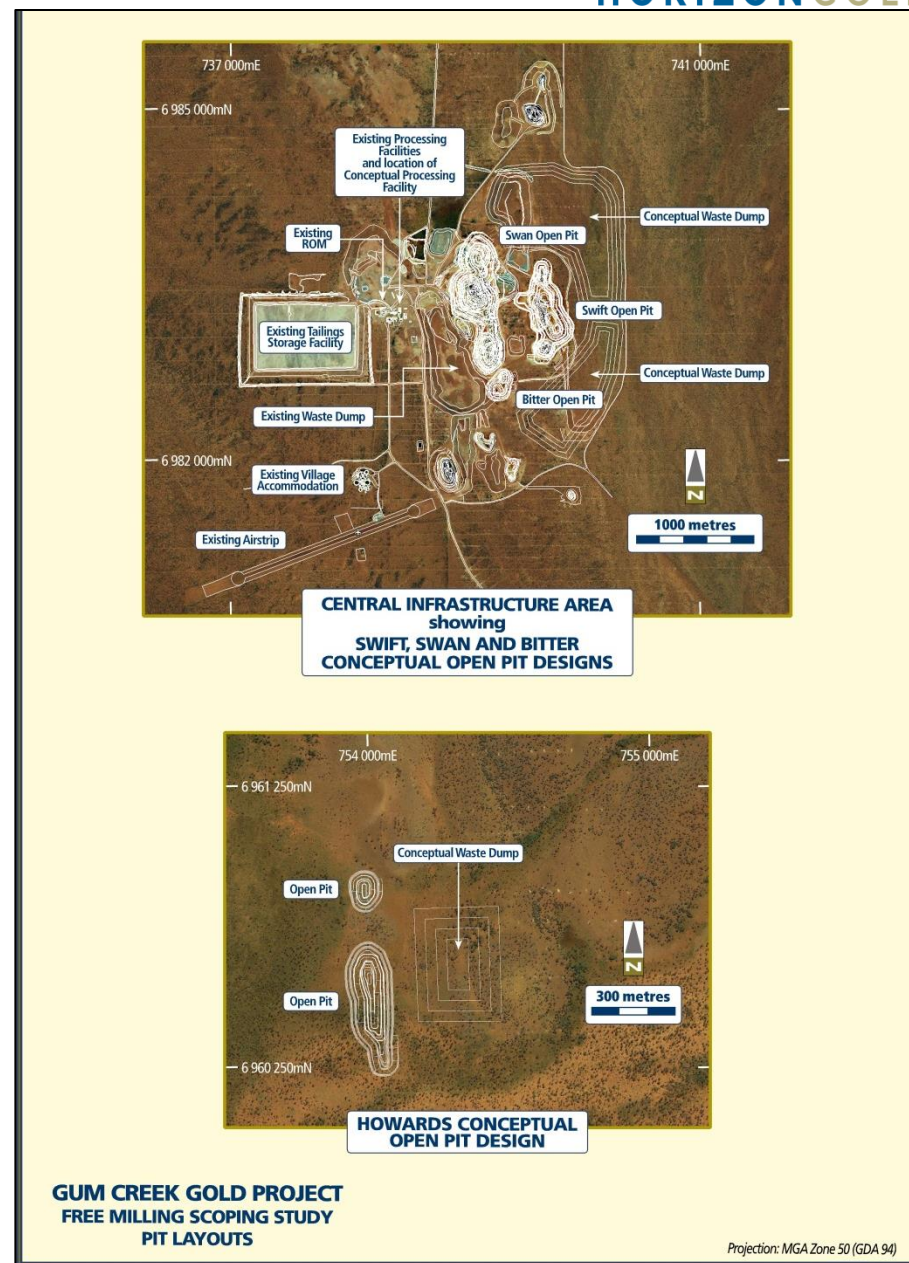 737 000mE
741 000mE
6 985 000mN
Existing Processing
Facilities
and location of
Conceptual Processing
Facility
Existing
ROM
Swan Open Pit
Conceptual Waste Dump
Swift Open Pit
Existing Tailings
Storage Facility
Conceptual Waste Dump
Bitter Open Pit
Existing Waste Dump
6 982 000mN
Existing Village
Accommodation
N
1000 metres
Existing Airstrip
CENTRAL INFRASTRUCTURE AREA
showing
SWIFT, SWAN AND BITTER
CONCEPTUAL OPEN PIT DESIGNS
754 000mE
755 000mE
6 961 250mN
Conceptual Waste Dump
Open Pit
N
Open Pit
300 metres
6 960 250mN
HOWARDS CONCEPTUAL
OPEN PIT DESIGN
GUM CREEK GOLD PROJECT
FREE MILLING SCOPING STUDY
PIT LAYOUTS
Projection: MGA Zone 50 (GDA 94)